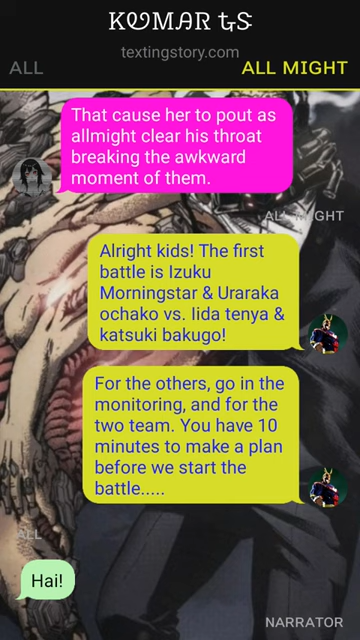 KUMAR GS
textingstory.com
ALL
ALL MIGHT
That cause her to pout as
allmight clear his throat
breaking the awkward
moment of them.
ALL MIGHT
Alright kids! The first
battle is Izuku
Morningstar & Uraraka
ochako vs. Iida tenya &
katsuki bakugo!
For the others, go in the
monitoring, and for the
two team. You have 10
minutes to make a plan
before we start the
battle.....
ALL
Hai!
NARRATOR